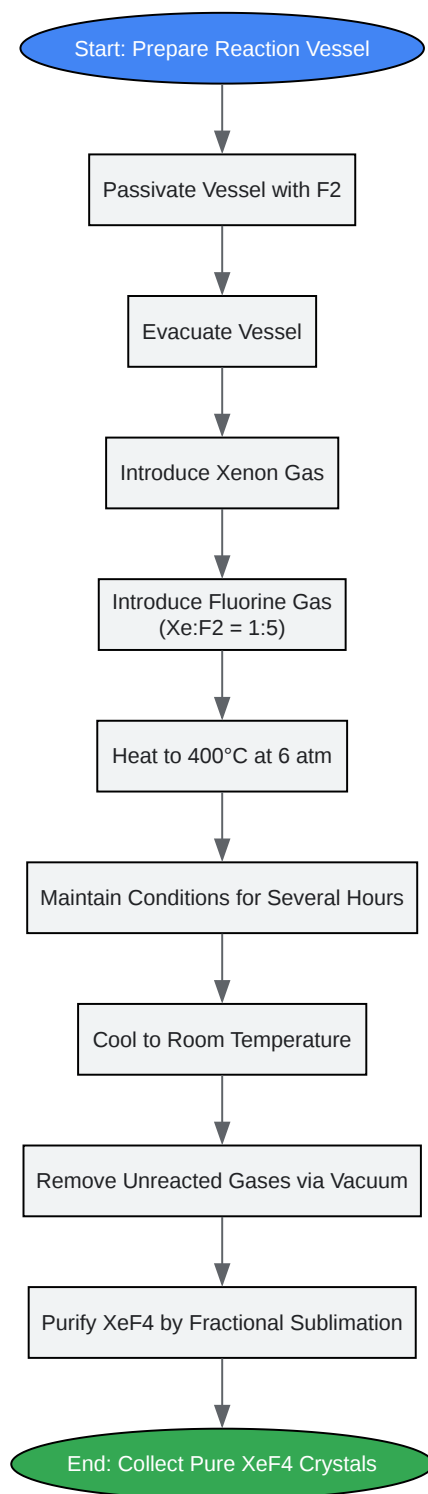 Start: Prepare Reaction Vessel
Passivate Vessel with F2
Evacuate Vessel
Introduce Xenon Gas
Introduce Fluorine Gas
(Xe:F2 = 1:5)
Heat to 400°C at 6 atm
Maintain Conditions for Several Hours
Cool to Room Temperature
Remove Unreacted Gases via Vacuum
Purify XeF4 by Fractional Sublimation
End: Collect Pure XeF4 Crystals